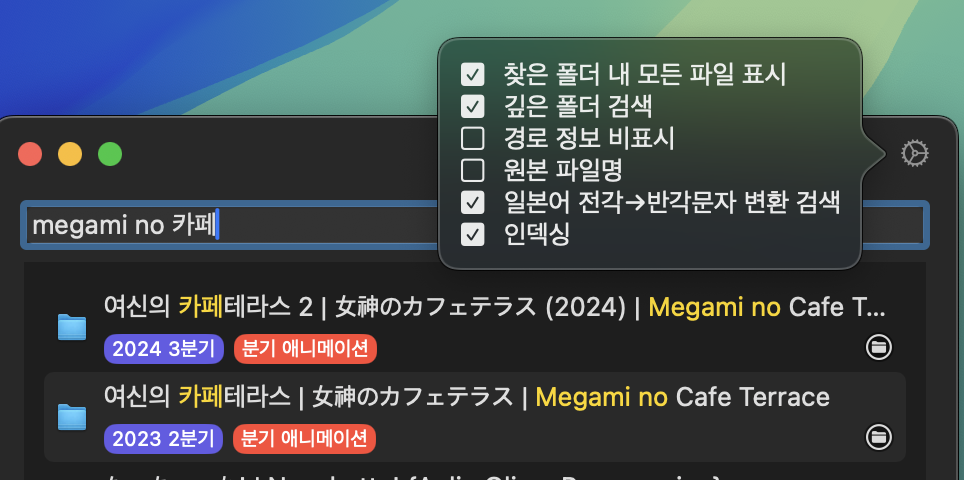 찾은 폴더 내 모든 파일 표시
깊은 폴더 검색
경로 정보 비표시
원본 파일명
일본어 전각→반각문자 변환 검색
인덱싱
megami no 카페
여신의 카페테라스 2 | 女神のカフェテラス (2024) | Megami no Cafe T...
2024 3분기 분기 애니메이션
여신의 카페테라스 | 女神のカフェテラス | Megami no Cafe Terrace
2023 2분기 분기 애니메이션